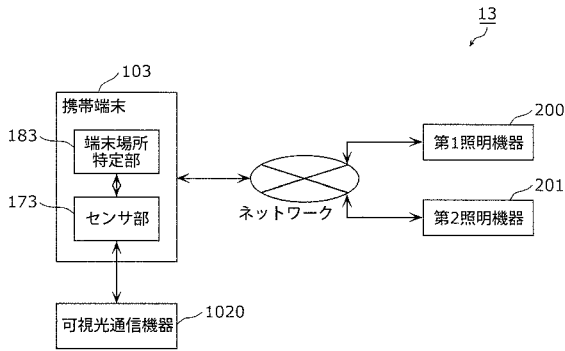 13
103
携帯端末
183
端末場所
特定部
173
センサ部
ネットワーク
200
第1照明機器
201
第2照明機器
可視光通信機器
1020